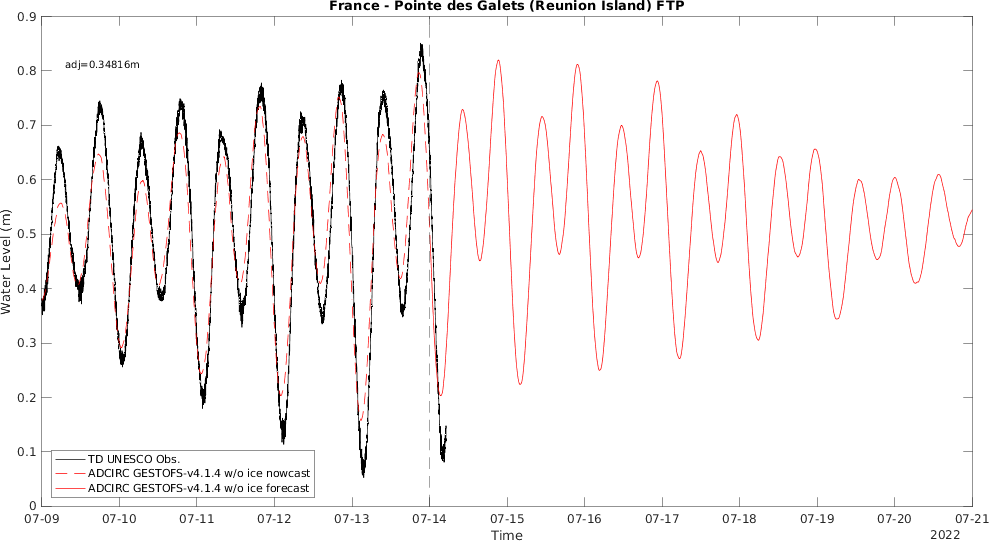 France - Pointe des Galets (Reunion Island) FTP
0.9
0.8
0.7
0.6
0.5
0.4
0.3
0.2
0.1
0
Water Level (m)
adj=0.34816m
TD UNESCO Obs.
ADCIRC GESTOFS-v4.1.4 w/o ice nowcast
ADCIRC GESTOFS-v4.1.4 w/o ice forecast
07-09 07-10 07-11 07-12 07-13 07-14 07-15 07-16 07-17 07-18 07-19 07-20 07-21
Time
2022